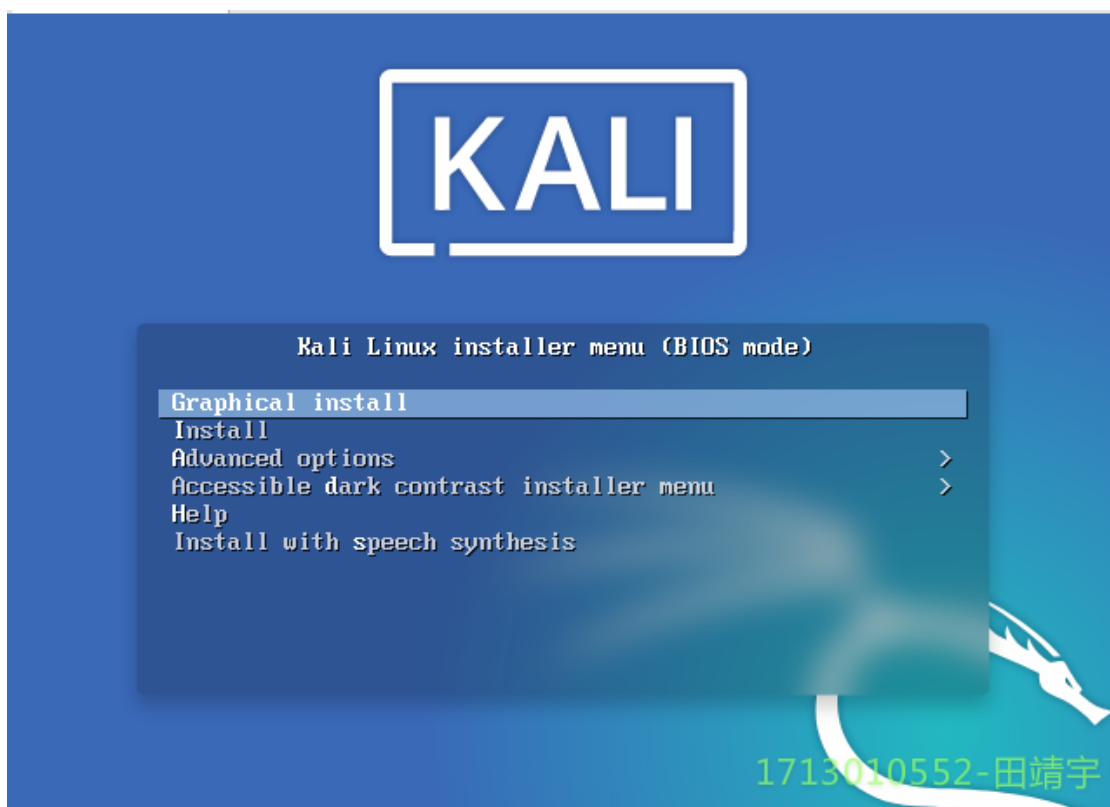 KALI
Kali Linux installer menu (BIOS mode)
Graphical install
Install
Advanced options >
Accessible dark contrast installer menu >
Help
Install with speech synthesis
1713010552-田靖宇